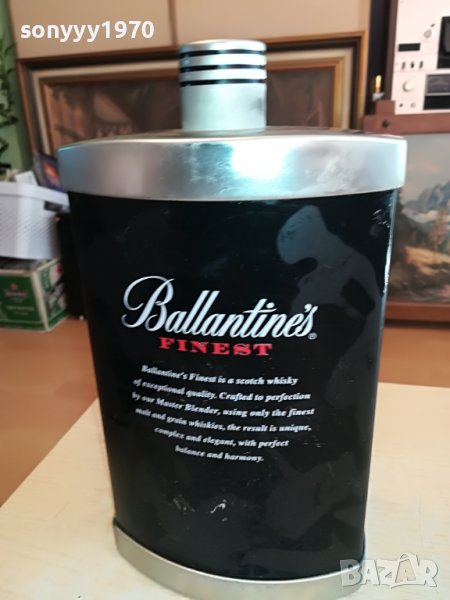 sonyyy1970
Ballantine's®
FINEST
Ballantine's Finest is a scotch whisky
of exceptional quality. Crafted to perfection
by our Master Blender, using only the finest
malt and grain whiskies, the result is unique,
complex and elegant, with perfect
balance and harmony.
BAZAR.bg